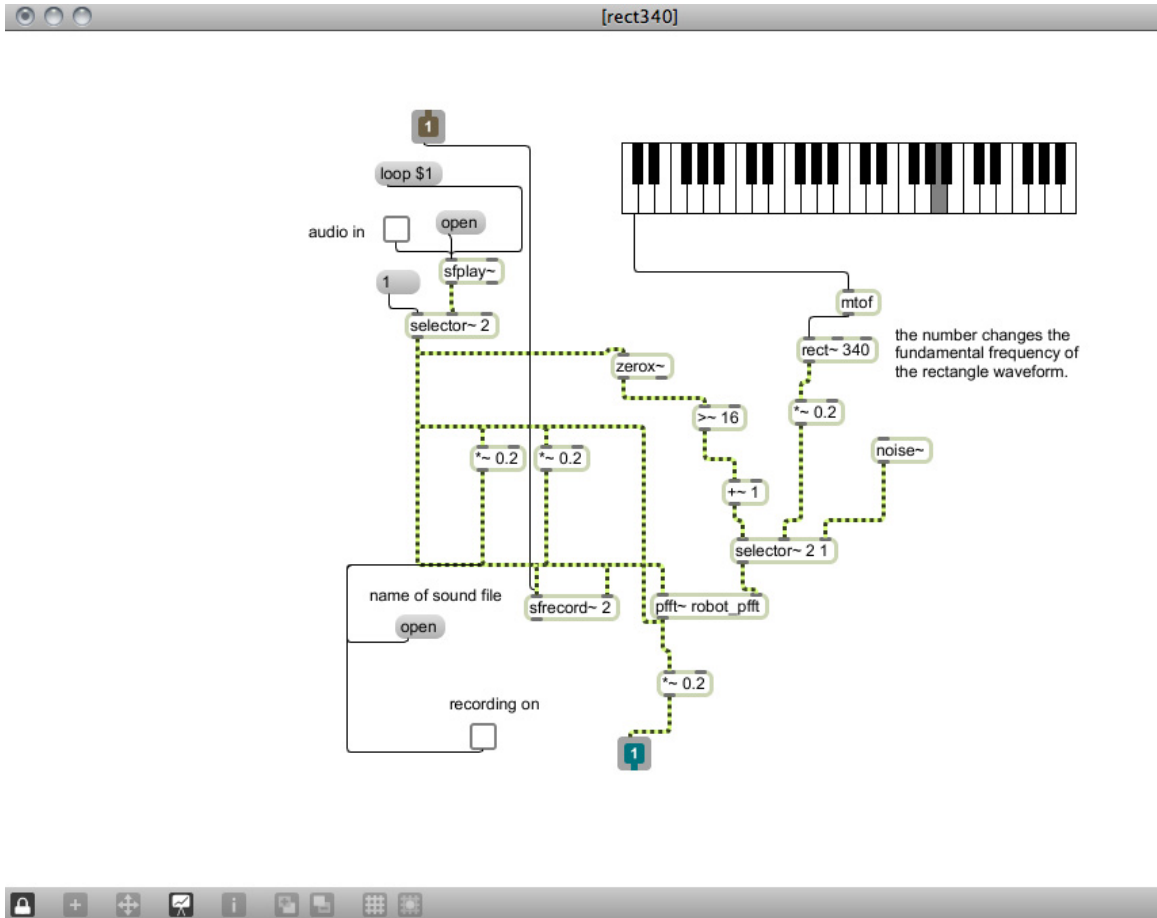 [rect340]
1
loop $1
audio in
open
sfplay~
1
mtof
selector~ 2
rect~ 340
the number changes the
fundamental frequency of
the rectangle waveform.
zerox~
>~ 16
*~ 0.2
noise~
*~ 0.2
*~ 0.2
+~ 1
selector~ 2 1
name of sound file
sfrecord~ 2
pfft~ robot_pfft
open
*~ 0.2
recording on
1